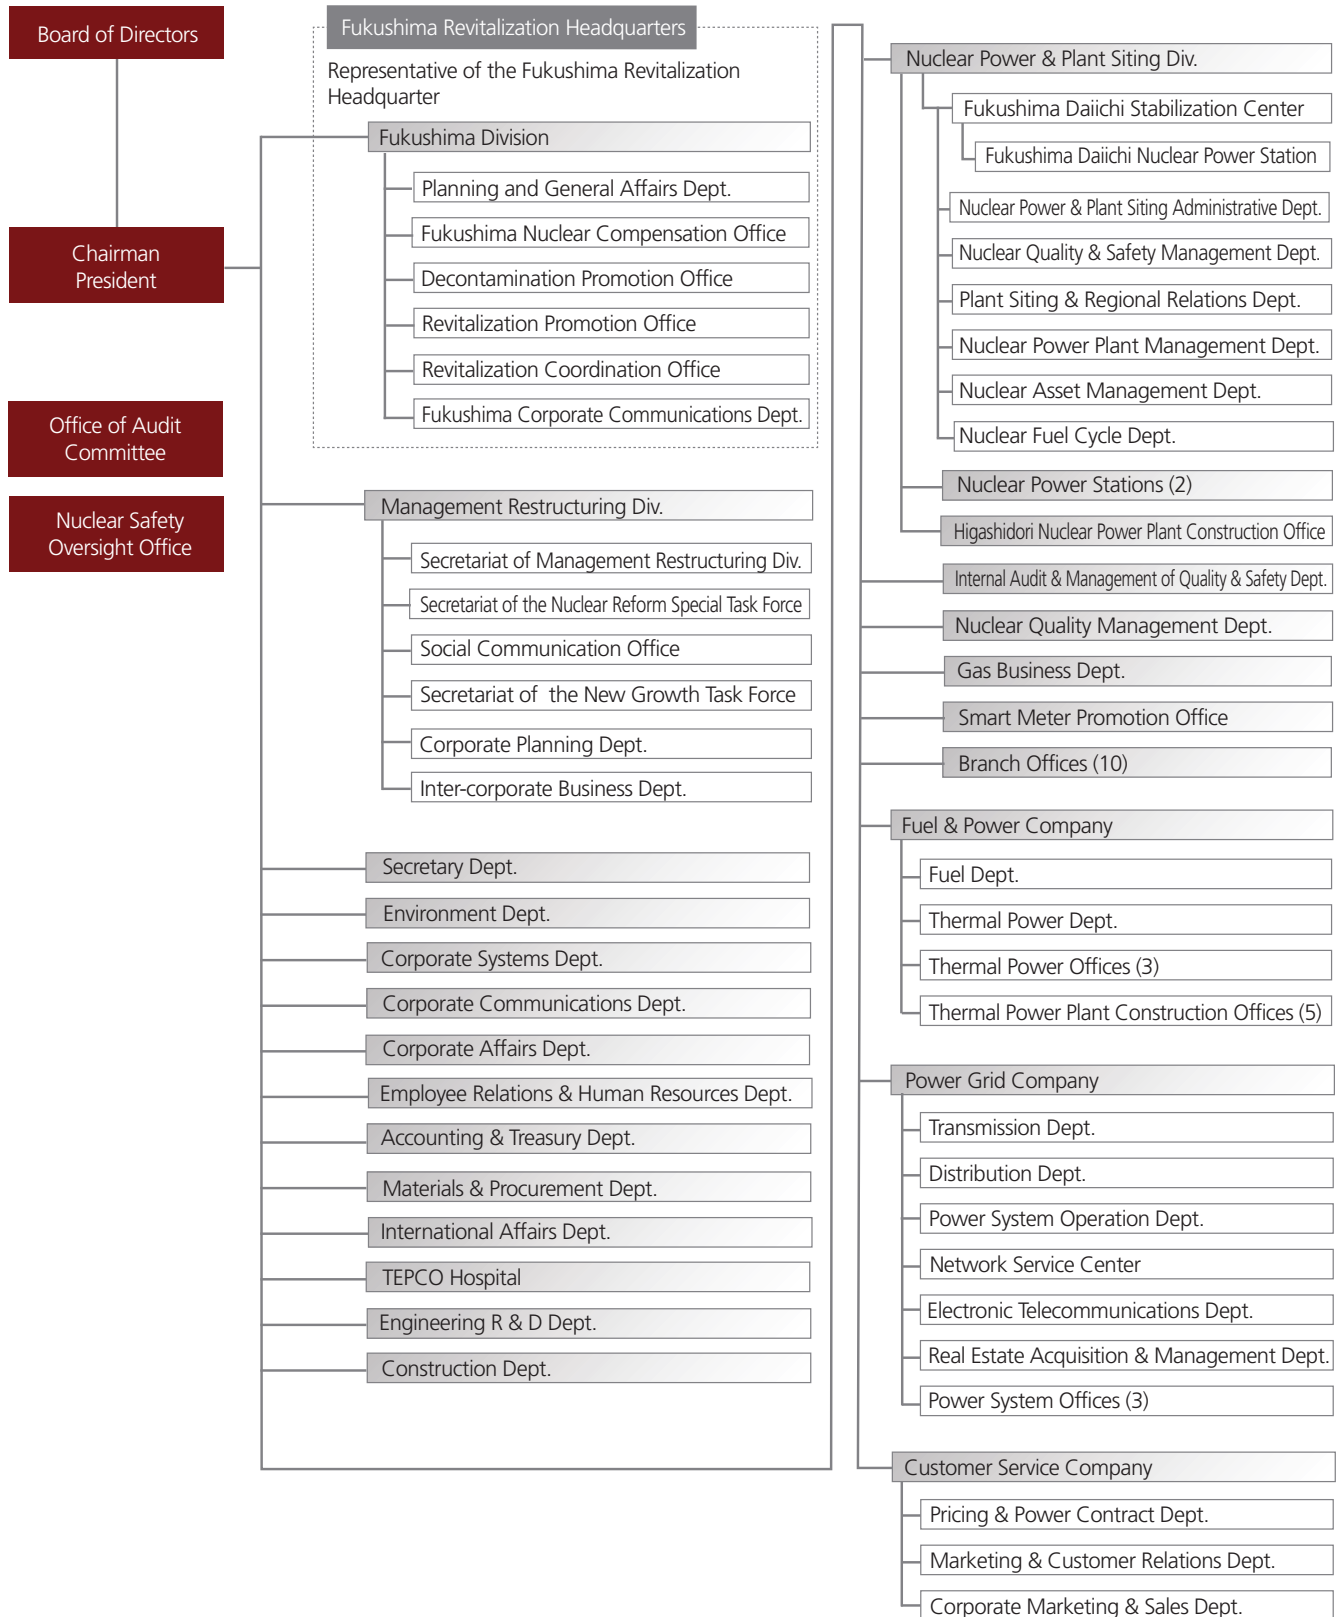 Board of Directors
Chairman
President
Office of Audit
Committee
Nuclear Safety
Oversight Office
Fukushima Revitalization Headquarters
Representative of the Fukushima Revitalization
Headquarter
Fukushima Division
Planning and General Affairs Dept.
Fukushima Nuclear Compensation Office
Decontamination Promotion Office
Revitalization Promotion Office
Revitalization Coordination Office
Fukushima Corporate Communications Dept.
Management Restructuring Div.
Secretariat of Management Restructuring Div.
Secretariat of the Nuclear Reform Special Task Force
Social Communication Office
Secretariat of the New Growth Task Force
Corporate Planning Dept.
Inter-corporate Business Dept.
Secretary Dept.
Environment Dept.
Corporate Systems Dept.
Corporate Communications Dept.
Corporate Affairs Dept.
Employee Relations & Human Resources Dept.
Accounting & Treasury Dept.
Materials & Procurement Dept.
International Affairs Dept.
TEPCO Hospital
Engineering R & D Dept.
Construction Dept.
Nuclear Power & Plant Siting Div.
Fukushima Daiichi Stabilization Center
Fukushima Daiichi Nuclear Power Station
Nuclear Power & Plant Siting Administrative Dept.
Nuclear Quality & Safety Management Dept.
Plant Siting & Regional Relations Dept.
Nuclear Power Plant Management Dept.
Nuclear Asset Management Dept.
Nuclear Fuel Cycle Dept.
Nuclear Power Stations (2)
Higashidori Nuclear Power Plant Construction Office
Internal Audit & Management of Quality & Safety Dept.
Nuclear Quality Management Dept.
Gas Business Dept.
Smart Meter Promotion Office
Branch Offices (10)
Fuel & Power Company
Fuel Dept.
Thermal Power Dept.
Thermal Power Offices (3)
Thermal Power Plant Construction Offices (5)
Power Grid Company
Transmission Dept.
Distribution Dept.
Power System Operation Dept.
Network Service Center
Electronic Telecommunications Dept.
Real Estate Acquisition & Management Dept.
Power System Offices (3)
Customer Service Company
Pricing & Power Contract Dept.
Marketing & Customer Relations Dept.
Corporate Marketing & Sales Dept.